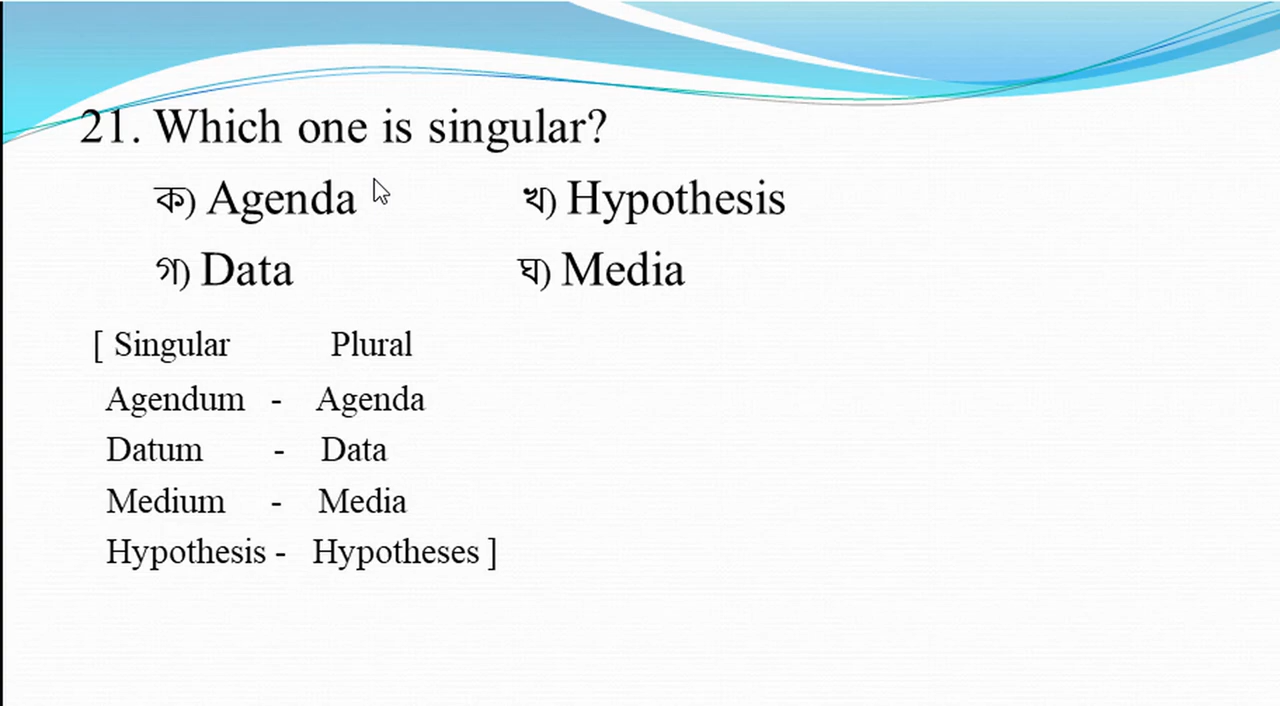 21. Which one is singular?
ক) Agenda খ) Hypothesis
গ) Data ঘ) Media
[ Singular Plural
Agendum - Agenda
Datum - Data
Medium - Media
Hypothesis - Hypotheses ]